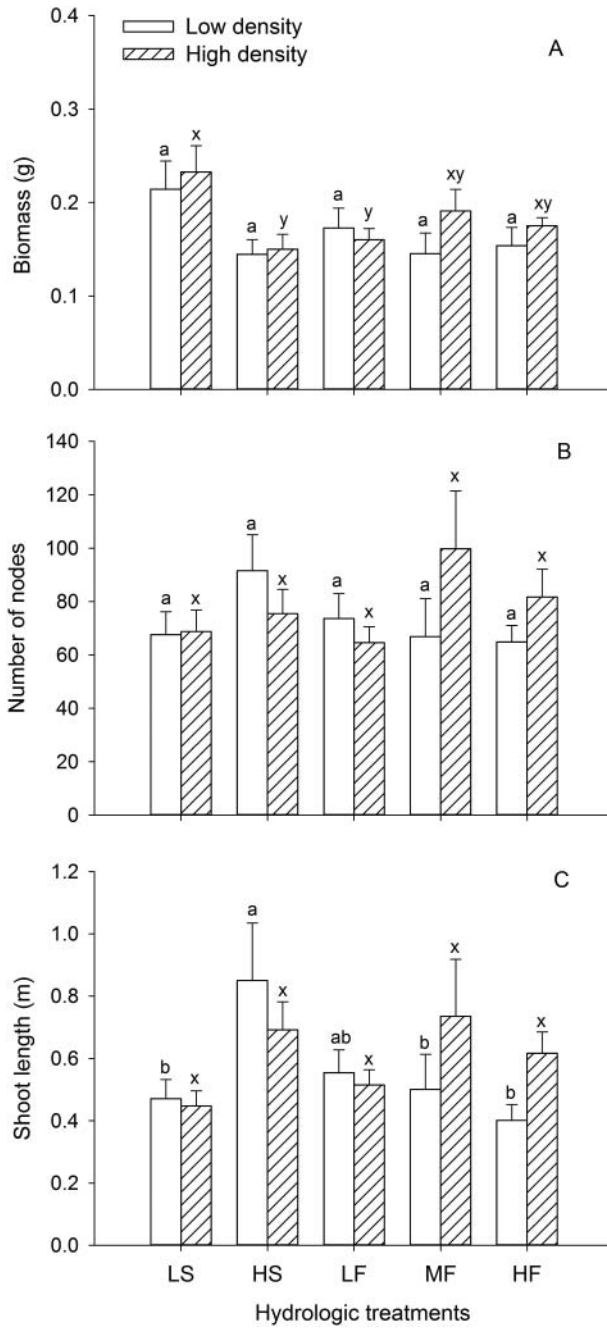 Low density
High density
A
0.4
0.3
0.2
0.1
0.0
Biomass (g)
a x a y a y a xy a xy
B
140
120
100
80
60
40
20
0
Number of nodes
a x a x a x a x a x
C
1.2
1.0
0.8
0.6
0.4
0.2
0.0
Shoot length (m)
b x a x ab x b x b x
LS HS LF MF HF
Hydrologic treatments